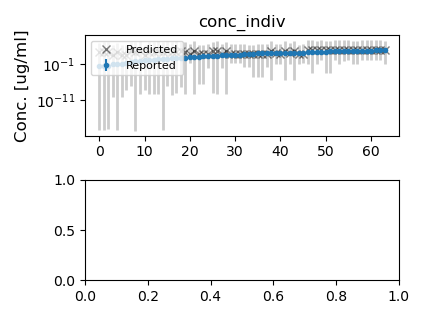 conc_indiv
Conc. [ug/ml]
Predicted
Reported
10^{-1}
10^{-11}
0 10 20 30 40 50 60
1.0
0.5
0.0
0.0 0.2 0.4 0.6 0.8 1.0